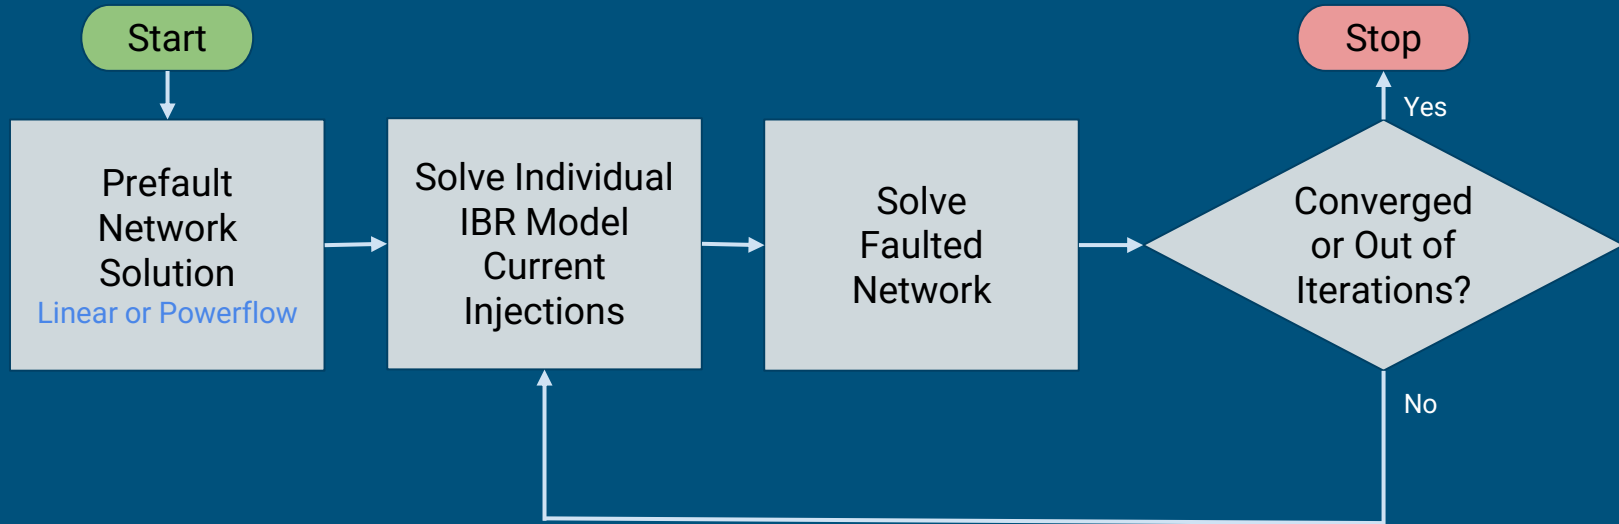 Start
Stop
Yes
Prefault
Network
Solution
Linear or Powerflow
Solve Individual
IBR Model
Current
Injections
Solve
Faulted
Network
Converged
or Out of
Iterations?
No